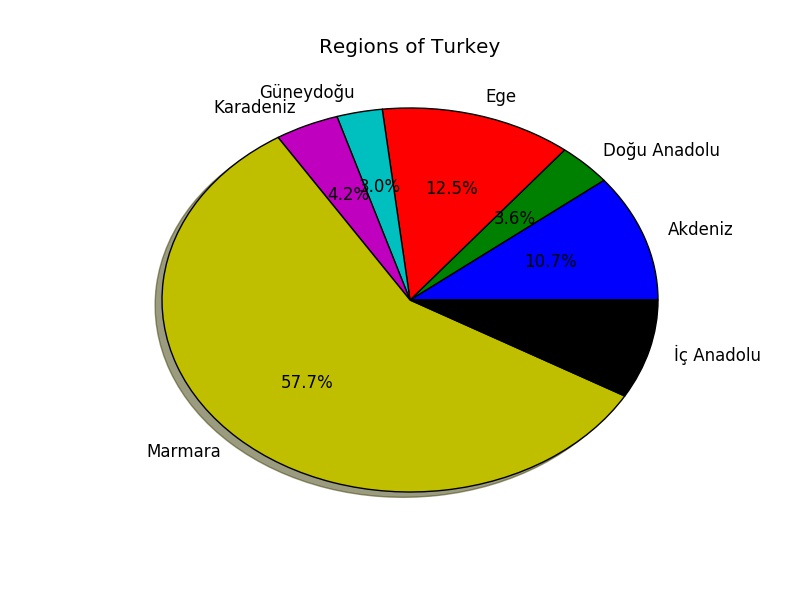 Regions of Turkey
Güneydoğu
Ege
Karadeniz
Doğu Anadolu
3.0%
12.5%
4.2%
3.6%
Akdeniz
10.7%
İç Anadolu
57.7%
Marmara